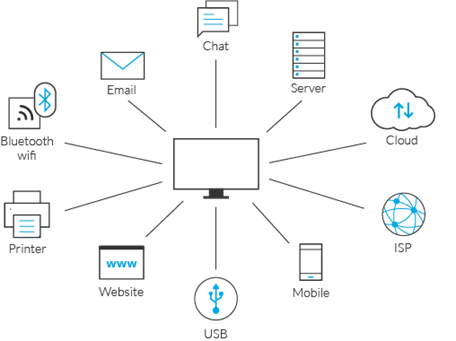 Chat
Email
Server
Bluetooth
wifi
Cloud
Printer
ISP
www
Website
Mobile
USB